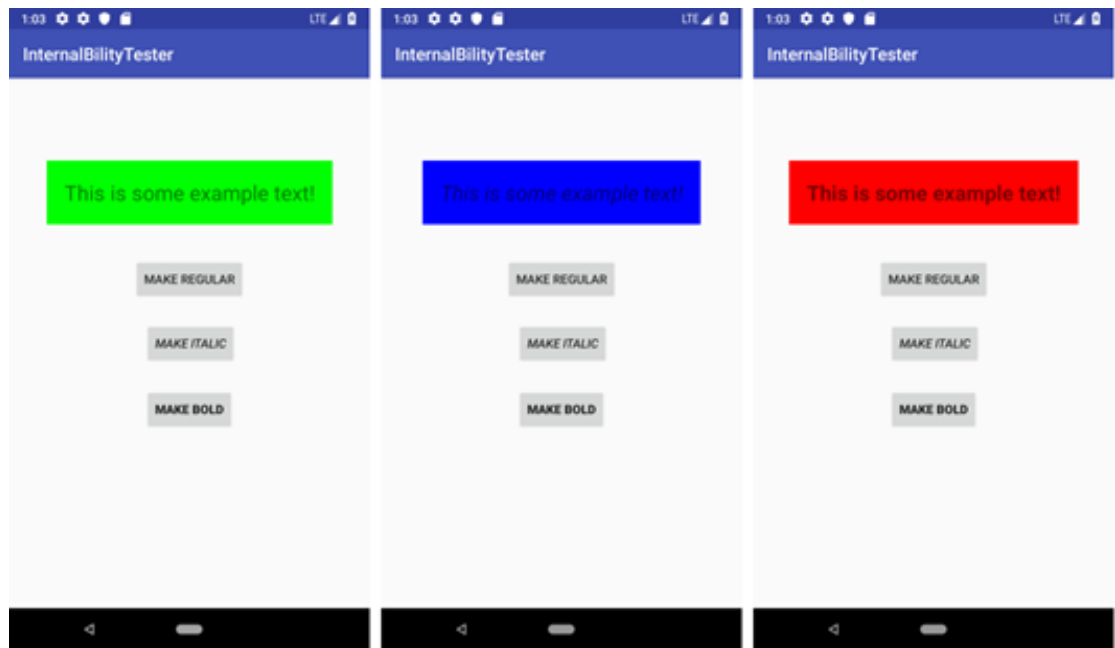 1:03 LTE
InternalBilityTester
This is some example text!
MAKE REGULAR
MAKE ITALIC
MAKE BOLD
1:03 LTE
InternalBilityTester
This is some example text!
MAKE REGULAR
MAKE ITALIC
MAKE BOLD
1:03 LTE
InternalBilityTester
This is some example text!
MAKE REGULAR
MAKE ITALIC
MAKE BOLD